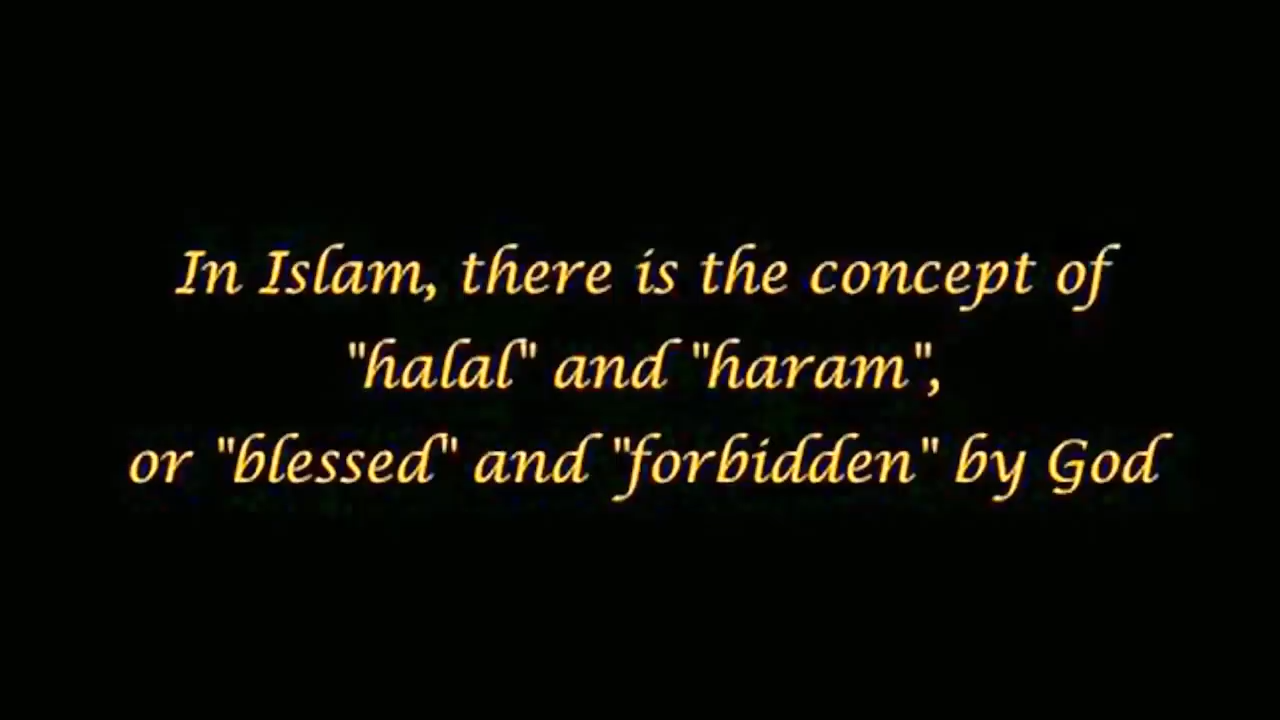 In Islam, there is the concept of
"halal" and "haram",
or "blessed" and "forbidden" by God